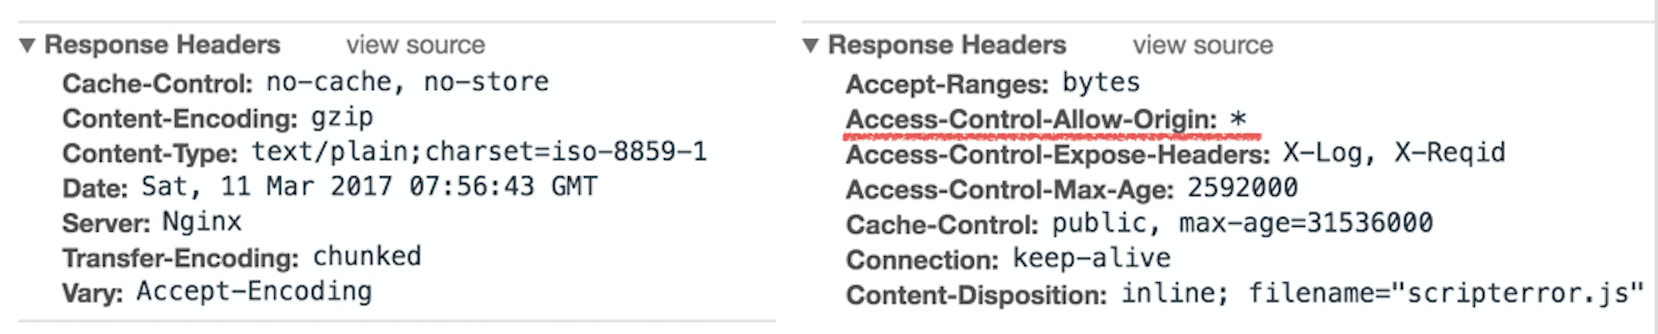 ▼ Response Headers view source
Cache-Control: no-cache, no-store
Content-Encoding: gzip
Content-Type: text/plain;charset=iso-8859-1
Date: Sat, 11 Mar 2017 07:56:43 GMT
Server: Nginx
Transfer-Encoding: chunked
Vary: Accept-Encoding
▼ Response Headers view source
Accept-Ranges: bytes
Access-Control-Allow-Origin: *
Access-Control-Expose-Headers: X-Log, X-Reqid
Access-Control-Max-Age: 2592000
Cache-Control: public, max-age=31536000
Connection: keep-alive
Content-Disposition: inline; filename="scripterror.js"